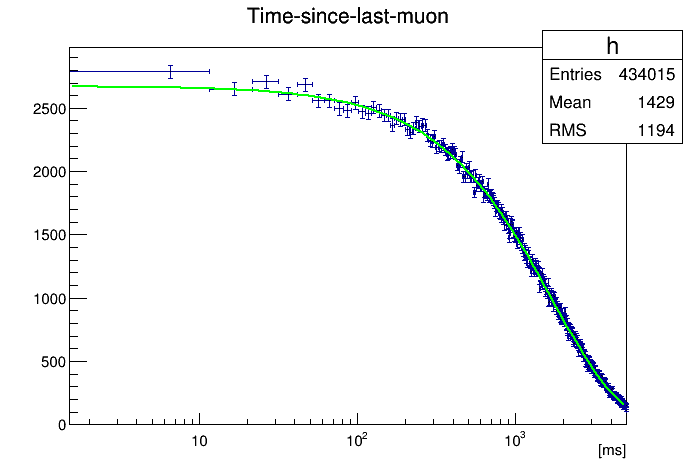 Time-since-last-muon
h
Entries 434015
Mean 1429
RMS 1194
2500
2000
1500
1000
500
0
10
10²
10³
[ms]